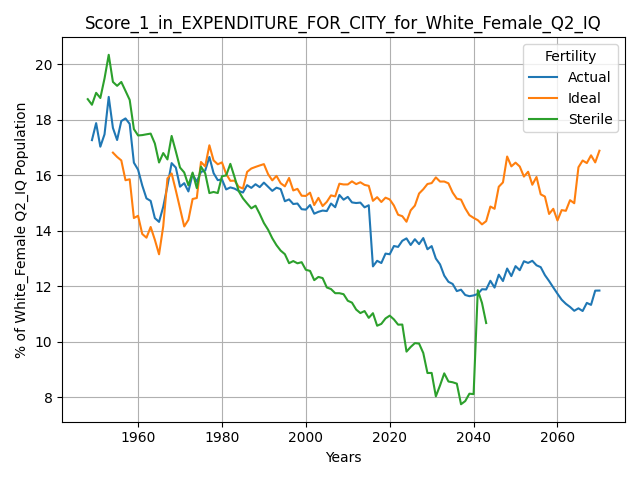 Score_1_in_EXPENDITURE_FOR_CITY_for_White_Female_Q2_IQ
% of White_Female Q2_IQ Population
20
18
16
14
12
10
8
Fertility
Actual
Ideal
Sterile
1960 1980 2000 2020 2040 2060
Years